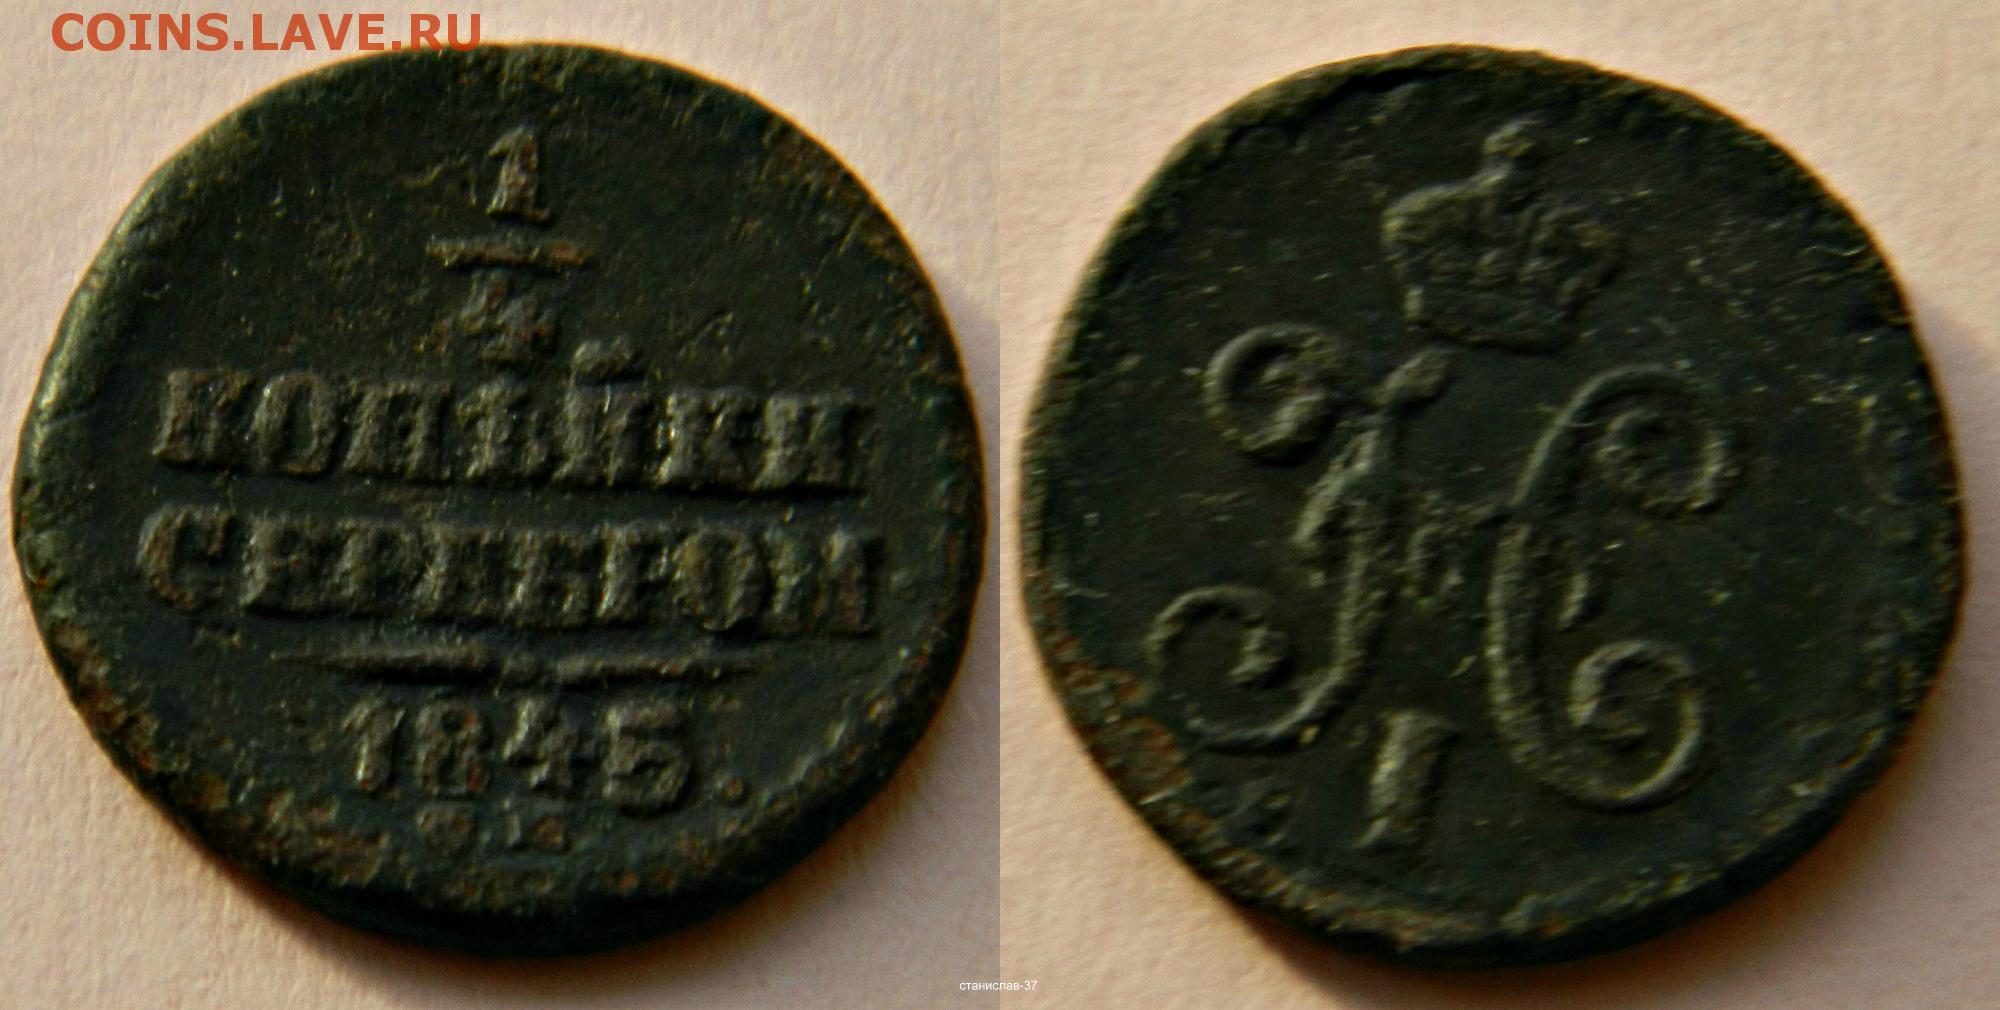 COINS.LAVE.RU
1
4
КОПѢЙКИ
СЕРЕБРОМ
1845.
I
станислав-37